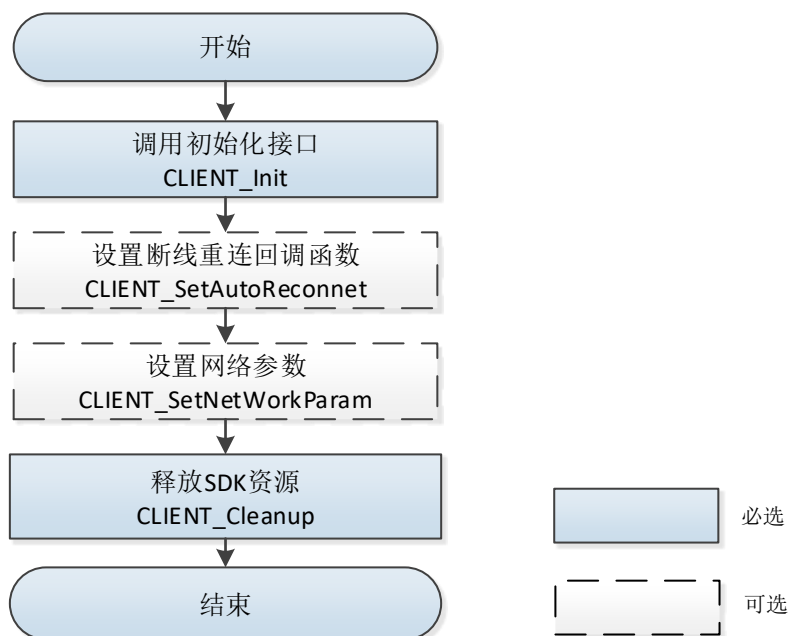 开始
调用初始化接口
CLIENT_Init
设置断线重连回调函数
CLIENT_SetAutoReconnet
设置网络参数
CLIENT_SetNetWorkParam
释放SDK资源
CLIENT_Cleanup
结束
必选
可选